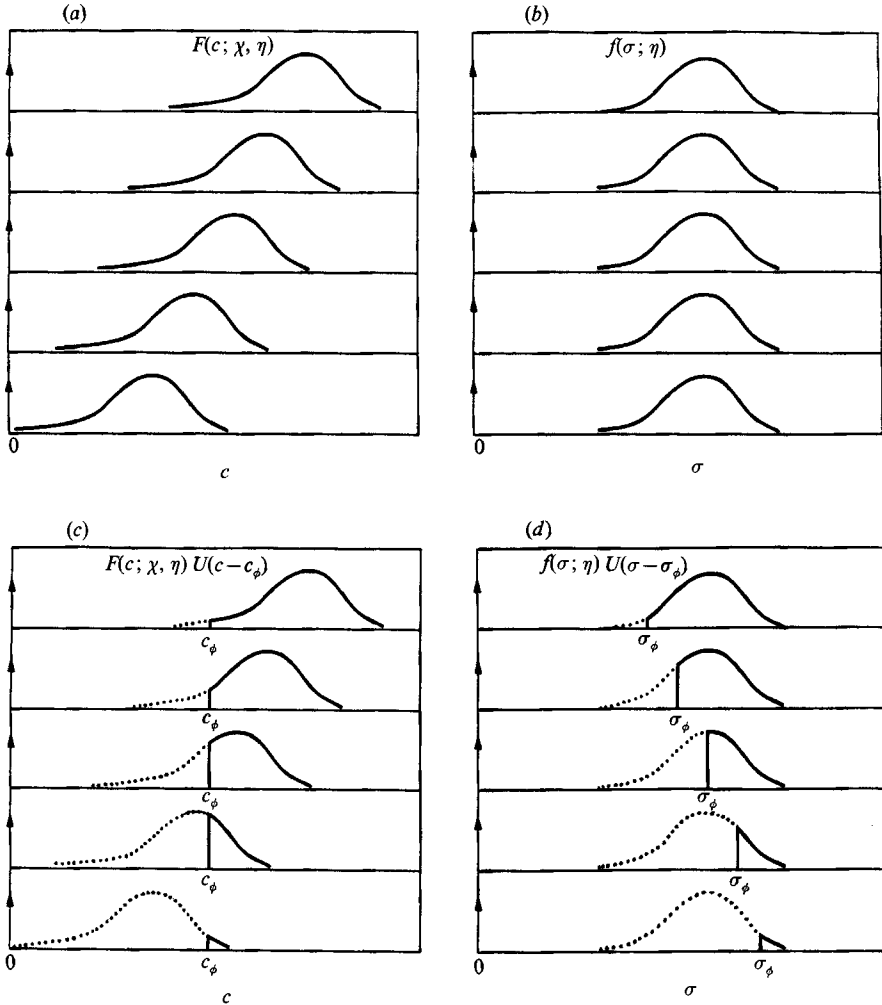 (a)
F(c; χ, η)
0
c
(b)
f(σ; η)
0
σ
(c)
F(c; χ, η) U(c−c_ϕ)
c_ϕ
c_ϕ
c_ϕ
c_ϕ
0
c_ϕ
c
(d)
f(σ; η) U(σ−σ_ϕ)
σ_ϕ
σ_ϕ
σ_ϕ
σ_ϕ
0
σ_ϕ
σ